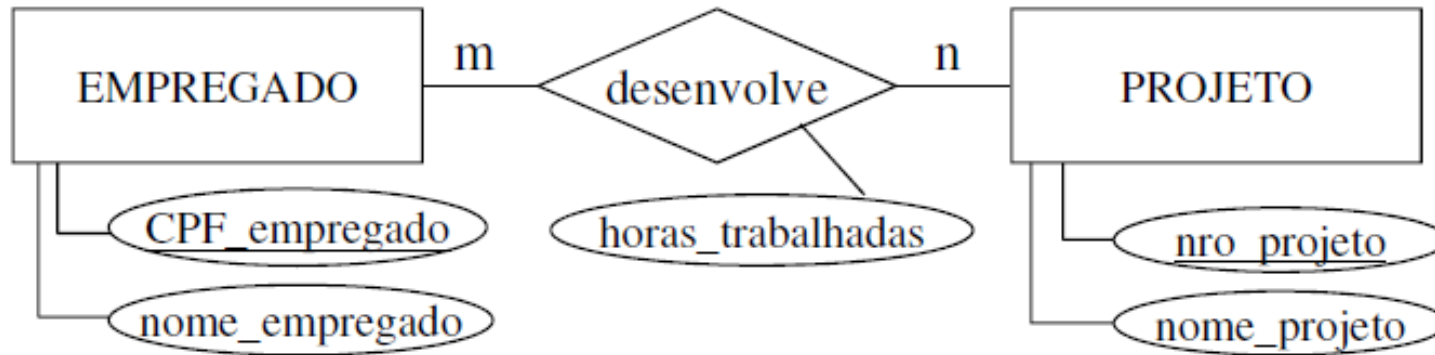 EMPREGADO
m
desenvolve
n
PROJETO
CPF_empregado
horas_trabalhadas
nro_projeto
nome_empregado
nome_projeto